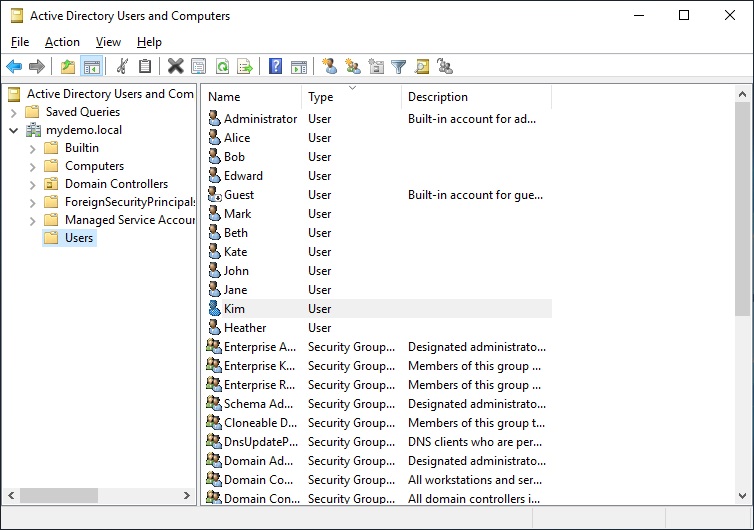 Active Directory Users and Computers
File Action View Help
Active Directory Users and Com
Saved Queries
mydemo.local
Builtin
Computers
Domain Controllers
ForeignSecurityPrincipals
Managed Service Accour
Users
Name Type Description
Administrator User Built-in account for ad...
Alice User
Bob User
Edward User
Guest User Built-in account for gue...
Mark User
Beth User
Kate User
John User
Jane User
Kim User
Heather User
Enterprise A... Security Group... Designated administrato...
Enterprise K... Security Group... Members of this group ...
Enterprise R... Security Group... Members of this group ...
Schema Ad... Security Group... Designated administrato...
Cloneable D... Security Group... Members of this group t...
DnsUpdateP... Security Group... DNS clients who are per...
Domain Ad... Security Group... Designated administrato...
Domain Co... Security Group... All workstations and ser...
Domain Con... Security Group... All domain controllers i...